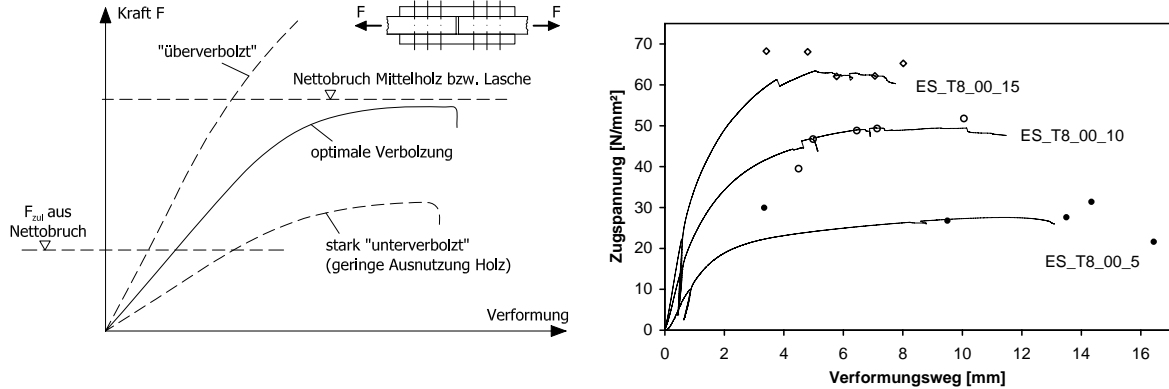 Kraft F
F
F
"überverbolzt"
Nettobruch Mittelholz bzw. Lasche
optimale Verbolzung
Fzul aus
Nettobruch
stark "unterverbolzt"
(geringe Ausnutzung Holz)
Verformung
Zugspannung [N/mm²]
70
60
50
40
30
20
10
0
ES_T8_00_15
ES_T8_00_10
ES_T8_00_5
0 2 4 6 8 10 12 14 16
Verformungsweg [mm]